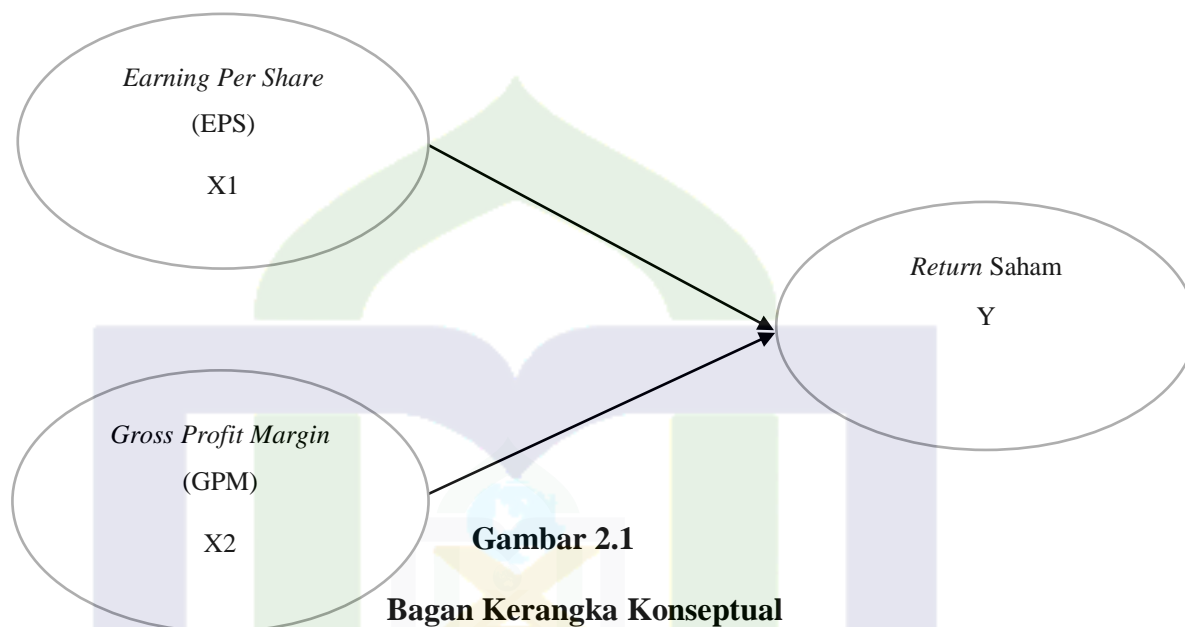 Earning Per Share
(EPS)
X1
Return Saham
Y
Gross Profit Margin
(GPM)
X2
Gambar 2.1
Bagan Kerangka Konseptual